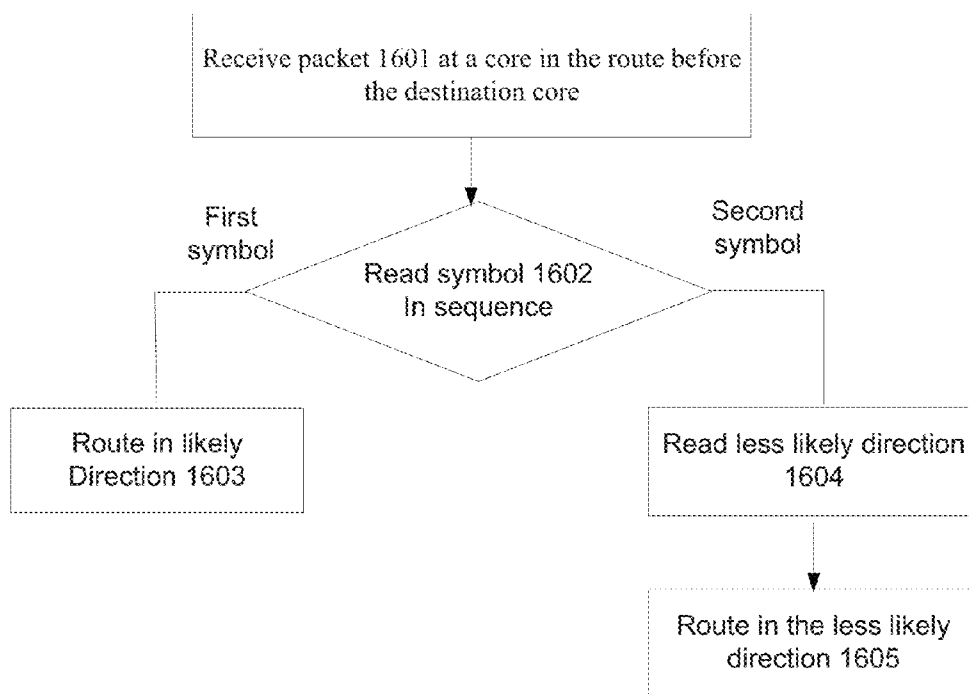 Receive packet 1601 at a core in the route before
the destination core
First
symbol
Second
symbol
Read symbol 1602
In sequence
Route in likely
Direction 1603
Read less likely direction
1604
Route in the less likely
direction 1605